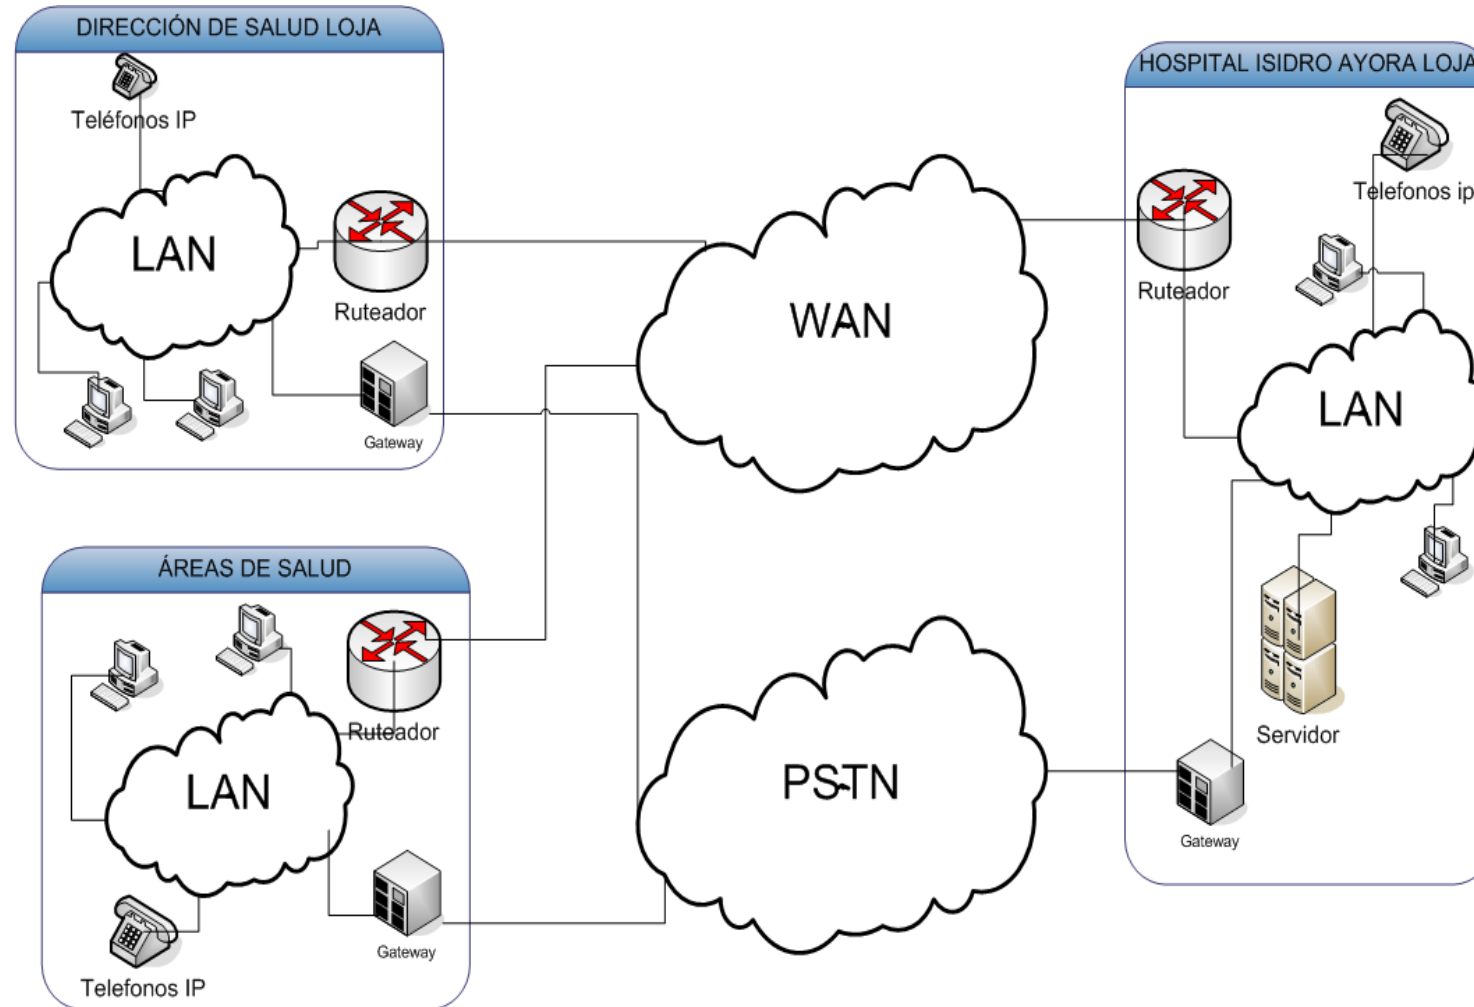 DIRECCIÓN DE SALUD LOJA
Teléfonos IP
LAN
Ruteador
Gateway
WAN
HOSPITAL ISIDRO AYORA LOJA
Telefonos ip
Ruteador
LAN
Servidor
Gateway
ÁREAS DE SALUD
Ruteador
LAN
Gateway
Telefonos IP
PSTN